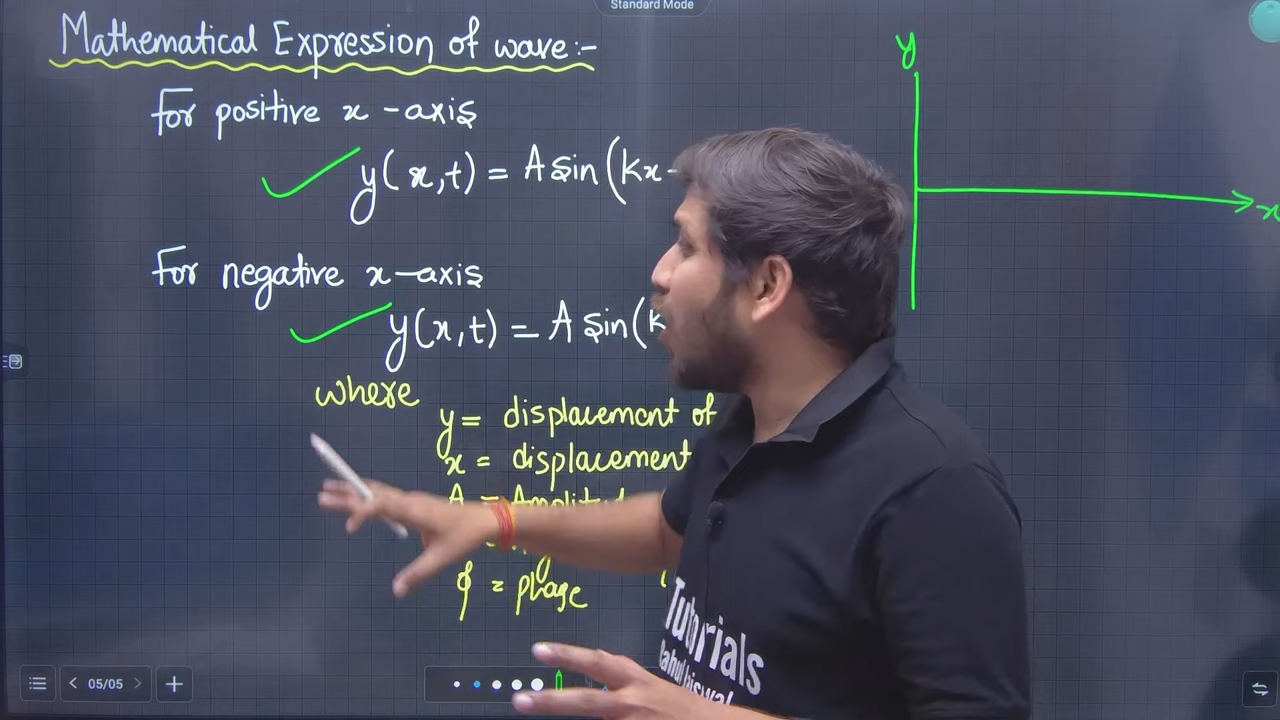 Standard Mode
Mathematical Expression of wave:-
For positive x-axis
y(x,t) = A sin(kx-
For negative x-axis
y(x,t) = A sin(k
where
y = displacement of
x = displacement
A = Amplitud
φ = phase
y
x
05/05
Tutorials